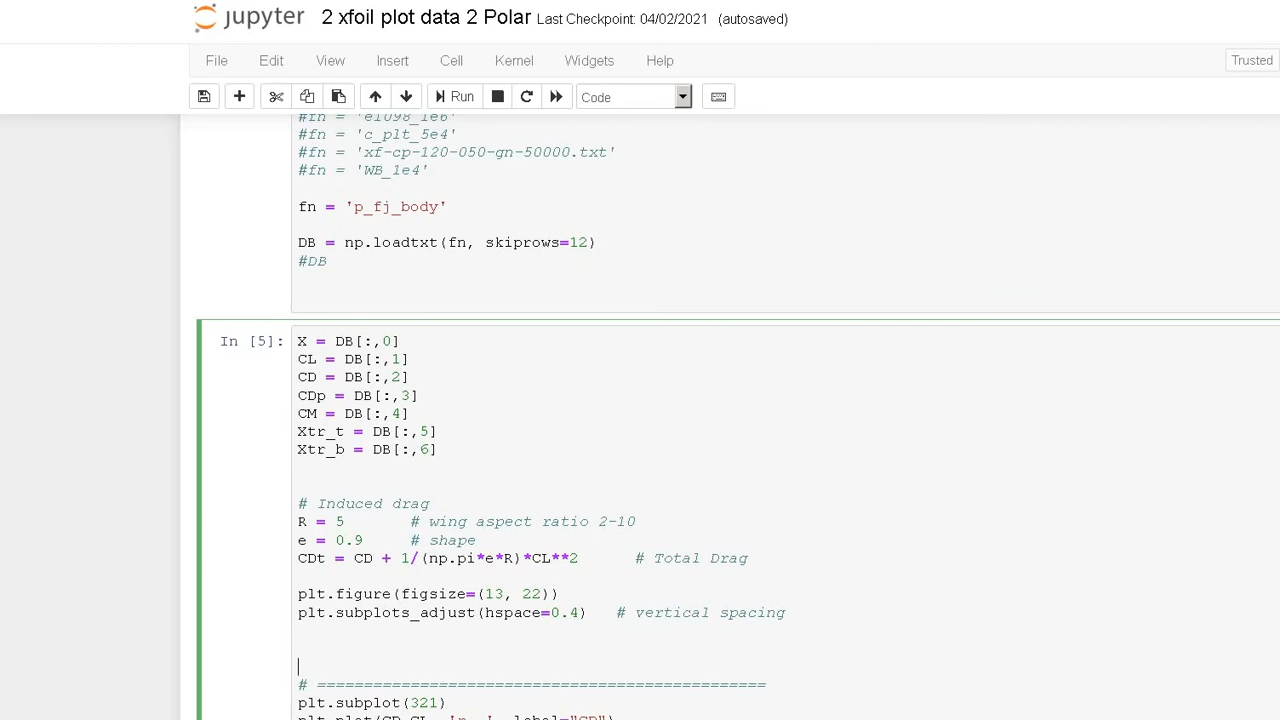 jupyter 2 xfoil plot data 2 Polar Last Checkpoint: 04/02/2021 (autosaved)
File Edit View Insert Cell Kernel Widgets Help Trusted
Run Code
#fn = 'e1098_1e6'
#fn = 'c_plt_5e4'
#fn = 'xf-cp-120-050-gn-50000.txt'
#fn = 'WB_1e4'
fn = 'p_fj_body'
DB = np.loadtxt(fn, skiprows=12)
#DB
In [5]: X = DB[:,0]
CL = DB[:,1]
CD = DB[:,2]
CDp = DB[:,3]
CM = DB[:,4]
Xtr_t = DB[:,5]
Xtr_b = DB[:,6]
# Induced drag
R = 5 # wing aspect ratio 2-10
e = 0.9 # shape
CDt = CD + 1/(np.pi*e*R)*CL**2 # Total Drag
plt.figure(figsize=(13, 22))
plt.subplots_adjust(hspace=0.4) # vertical spacing
# ================================================
plt.subplot(321)
plt.plot(CD,CL, 'r--', label="CD")